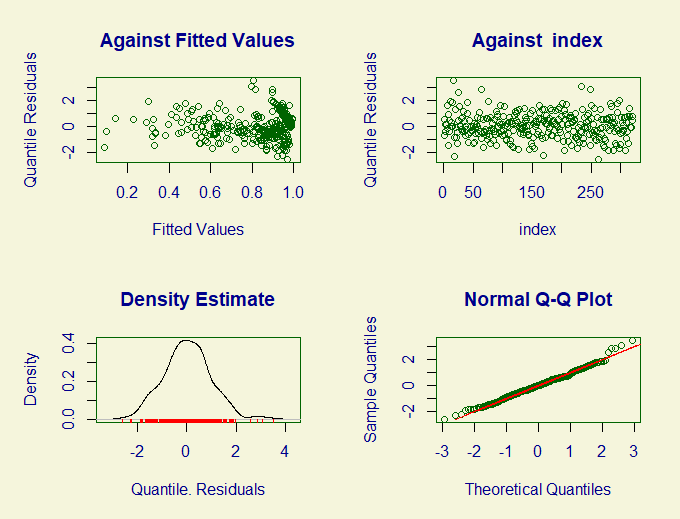 Against Fitted Values
Quantile Residuals
-2 0 2
0.2 0.4 0.6 0.8 1.0
Fitted Values
Against index
Quantile Residuals
-2 0 2
0 50 150 250
index
Density Estimate
Density
0.0 0.2 0.4
-2 0 2 4
Quantile. Residuals
Normal Q-Q Plot
Sample Quantiles
-2 0 2
-3 -2 -1 0 1 2 3
Theoretical Quantiles